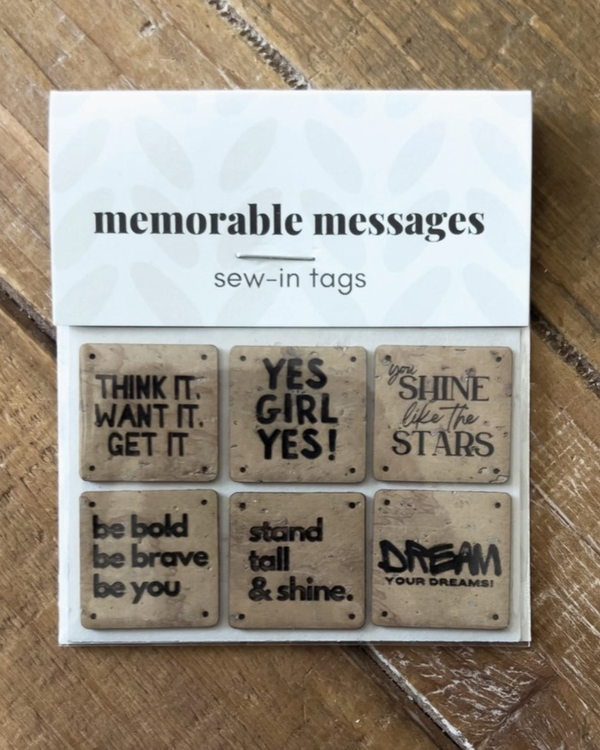 memorable messages
sew-in tags
THINK IT.
WANT IT.
GET IT
YES
GIRL
YES!
you
SHINE
like the
STARS
be bold
be brave
be you
stand
tall
& shine.
DREAM
YOUR DREAMS!